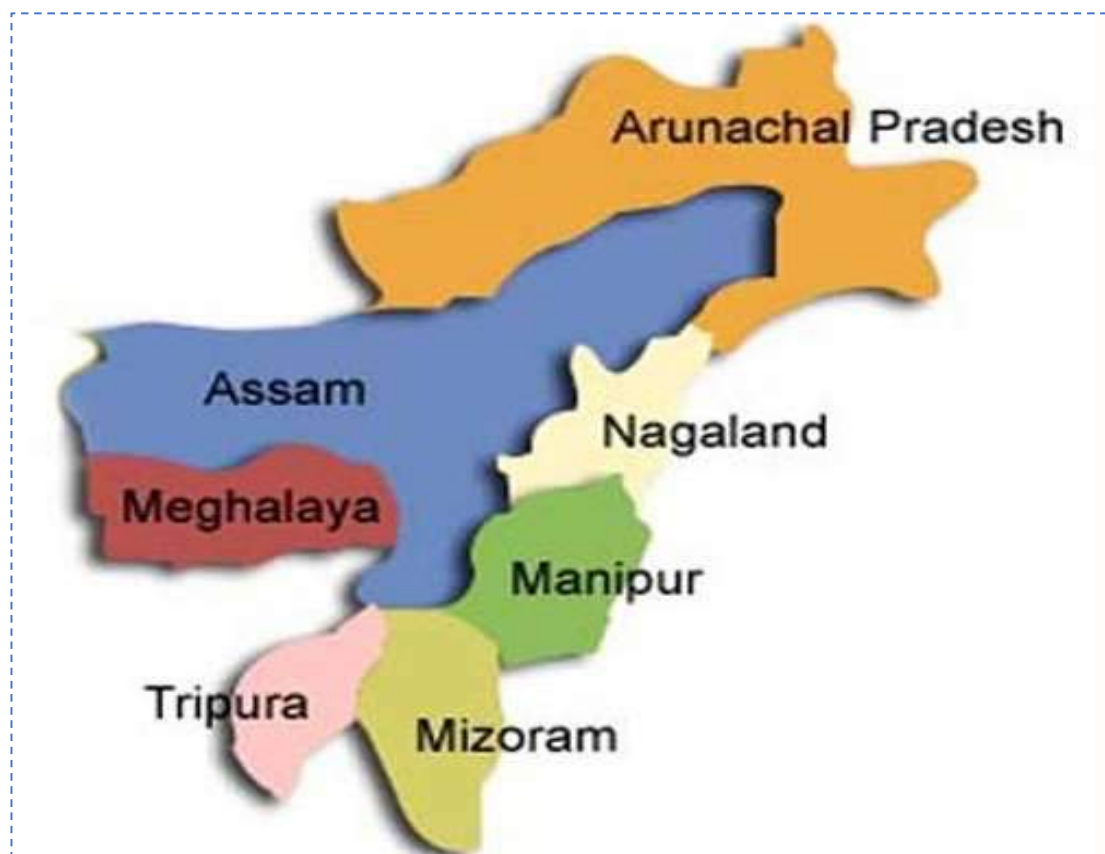 Arunachal Pradesh
Assam
Nagaland
Meghalaya
Manipur
Tripura
Mizoram